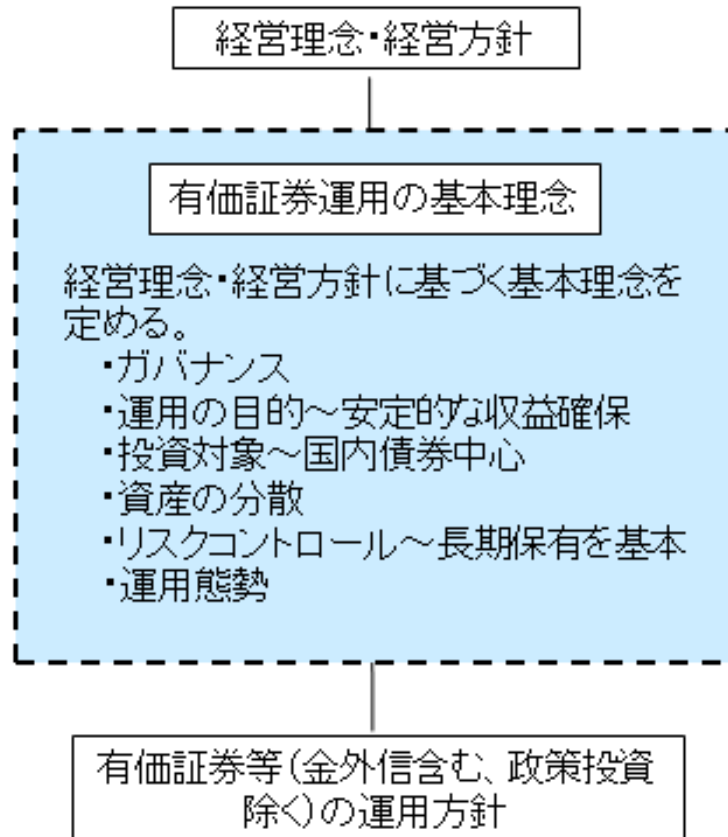 経営理念・経営方針
有価証券運用の基本理念
経営理念・経営方針に基づく基本理念を
定める。
・ガバナンス
・運用の目的～安定的な収益確保
・投資対象～国内債券中心
・資産の分散
・リスクコントロール～長期保有を基本
・運用態勢
有価証券等(金外信含む、政策投資
除く)の運用方針